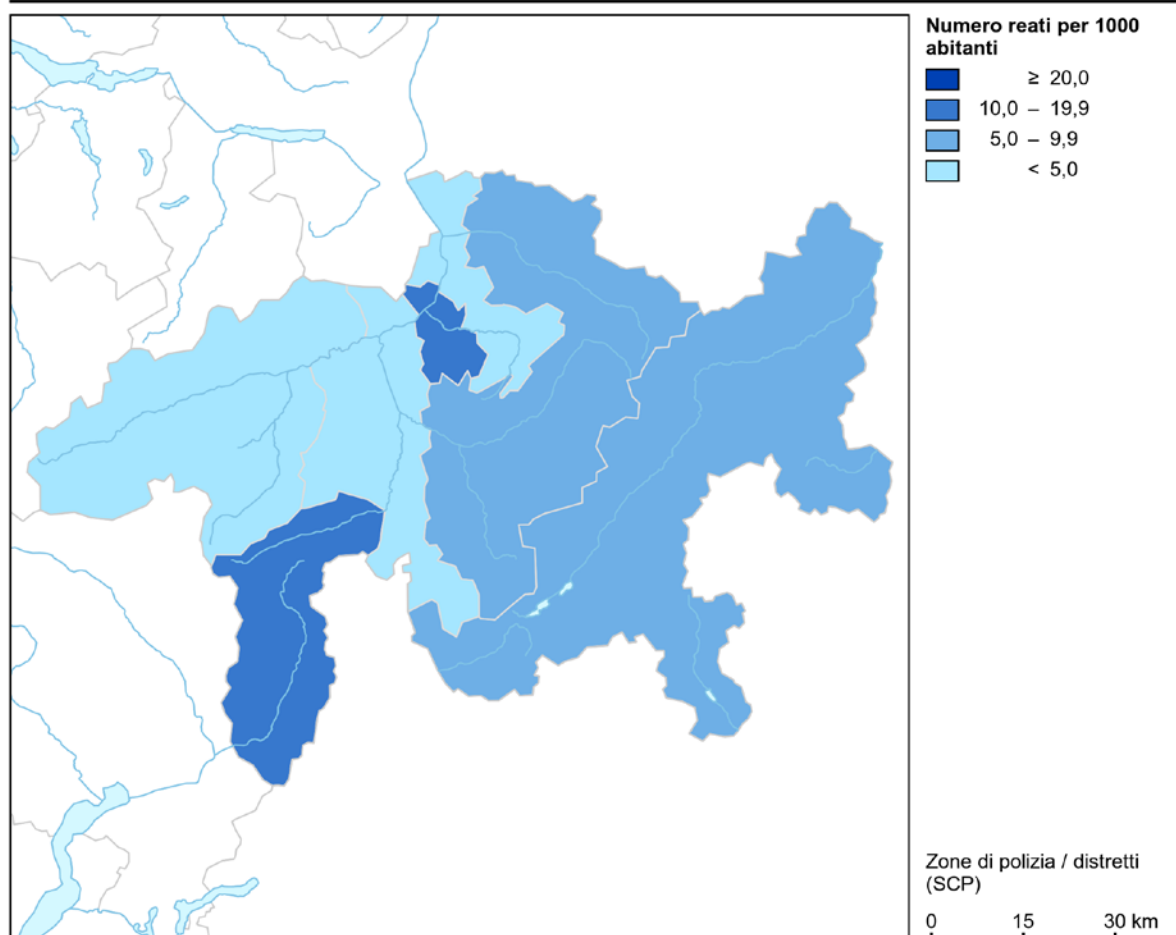 Numero reati per 1000
abitanti
≥ 20,0
10,0 – 19,9
5,0 – 9,9
< 5,0
Zone di polizia / distretti
(SCP)
0 15 30 km